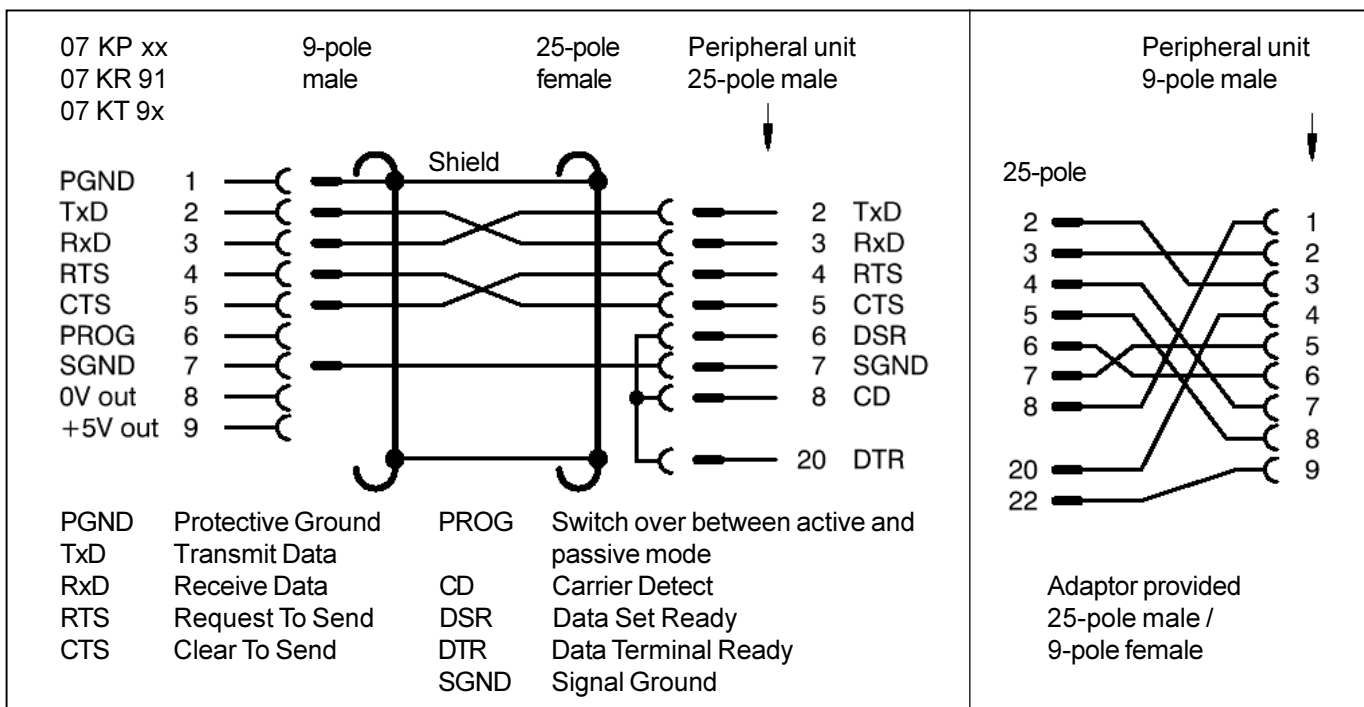 07 KP xx 9-pole 25-pole Peripheral unit
07 KR 91 male female 25-pole male
07 KT 9x
Shield
PGND 1
TxD 2 2 TxD
RxD 3 3 RxD
RTS 4 4 RTS
CTS 5 5 CTS
PROG 6 6 DSR
SGND 7 7 SGND
0V out 8 8 CD
+5V out 9
20 DTR
PGND Protective Ground PROG Switch over between active and
TxD Transmit Data passive mode
RxD Receive Data CD Carrier Detect
RTS Request To Send DSR Data Set Ready
CTS Clear To Send DTR Data Terminal Ready
SGND Signal Ground
Peripheral unit
9-pole male
25-pole
2 1
3 2
4 3
5 4
6 5
7 6
8 7
8
20 9
22
Adaptor provided
25-pole male /
9-pole female